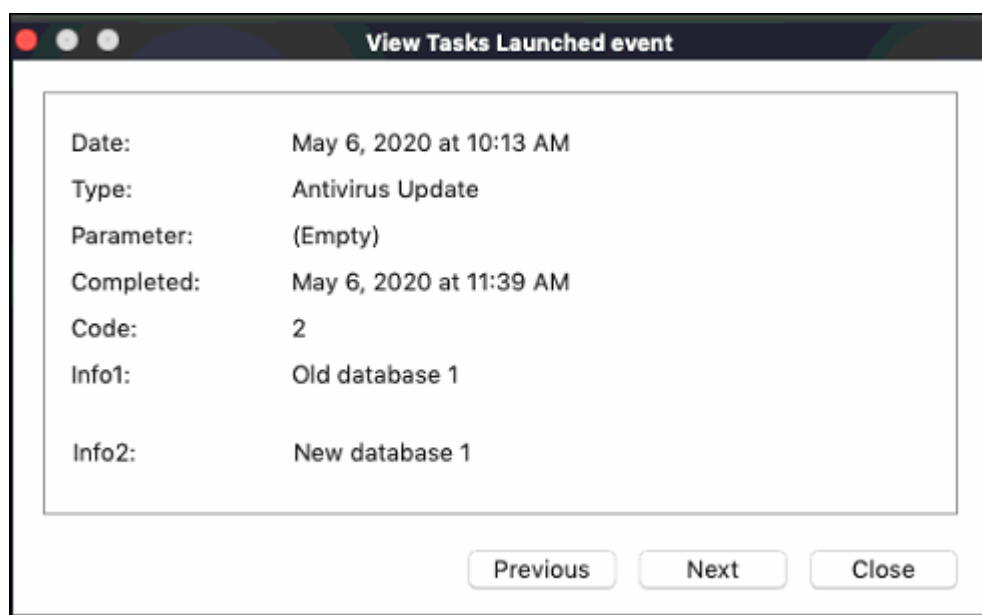 View Tasks Launched event
Date: May 6, 2020 at 10:13 AM
Type: Antivirus Update
Parameter: (Empty)
Completed: May 6, 2020 at 11:39 AM
Code: 2
Info1: Old database 1
Info2: New database 1
Previous Next Close